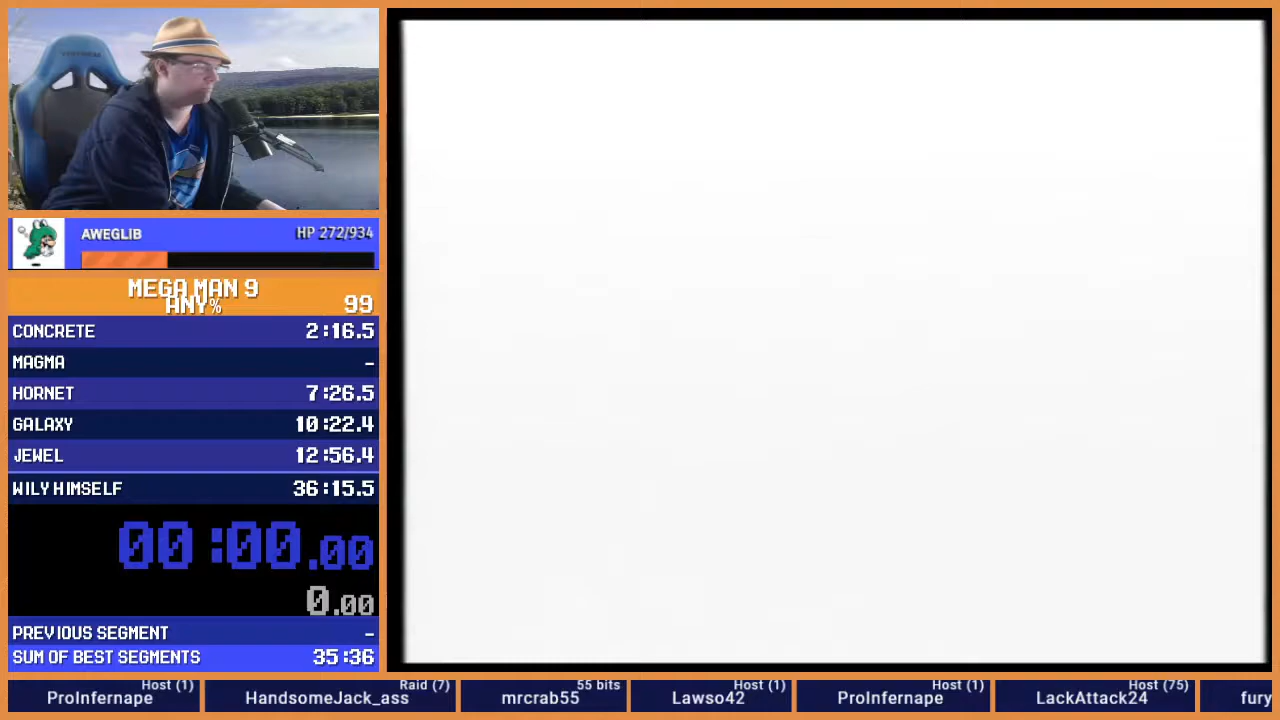 AWEGLIB HP 272/934
MEGA MAN 9
ANY% 99
CONCRETE 2:16.5
MAGMA -
HORNET 7:26.5
GALAXY 10:22.4
JEWEL 12:56.4
WILY HIMSELF 36:15.5
00:00.00
0.00
PREVIOUS SEGMENT -
SUM OF BEST SEGMENTS 35:36
Host (1) Raid (7) 55 bits Host (1) Host (1) Host (75)
ProInfernape HandsomeJack_ass mrcrab55 Lawso42 ProInfernape LackAttack24 fury